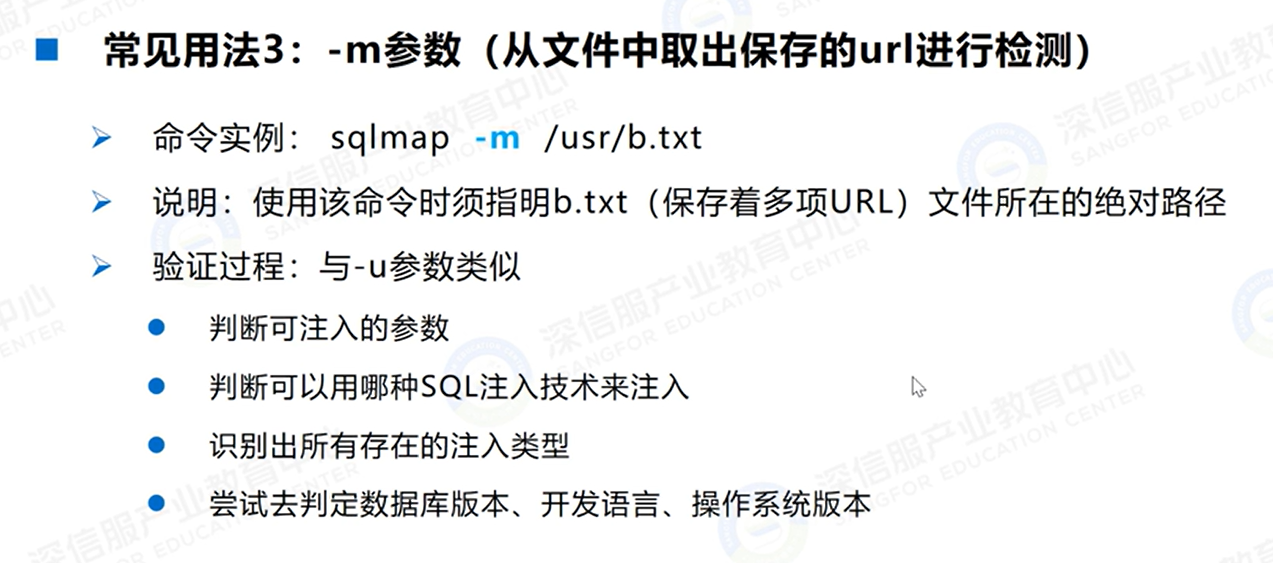 常见用法3：-m参数（从文件中取出保存的url进行检测）
命令实例： sqlmap -m /usr/b.txt
说明：使用该命令时须指明b.txt（保存着多项URL）文件所在的绝对路径
验证过程：与-u参数类似
判断可注入的参数
判断可以用哪种SQL注入技术来注入
识别出所有存在的注入类型
尝试去判定数据库版本、开发语言、操作系统版本
深信服产业教育中心
SANGFOR EDUCATION CENTER